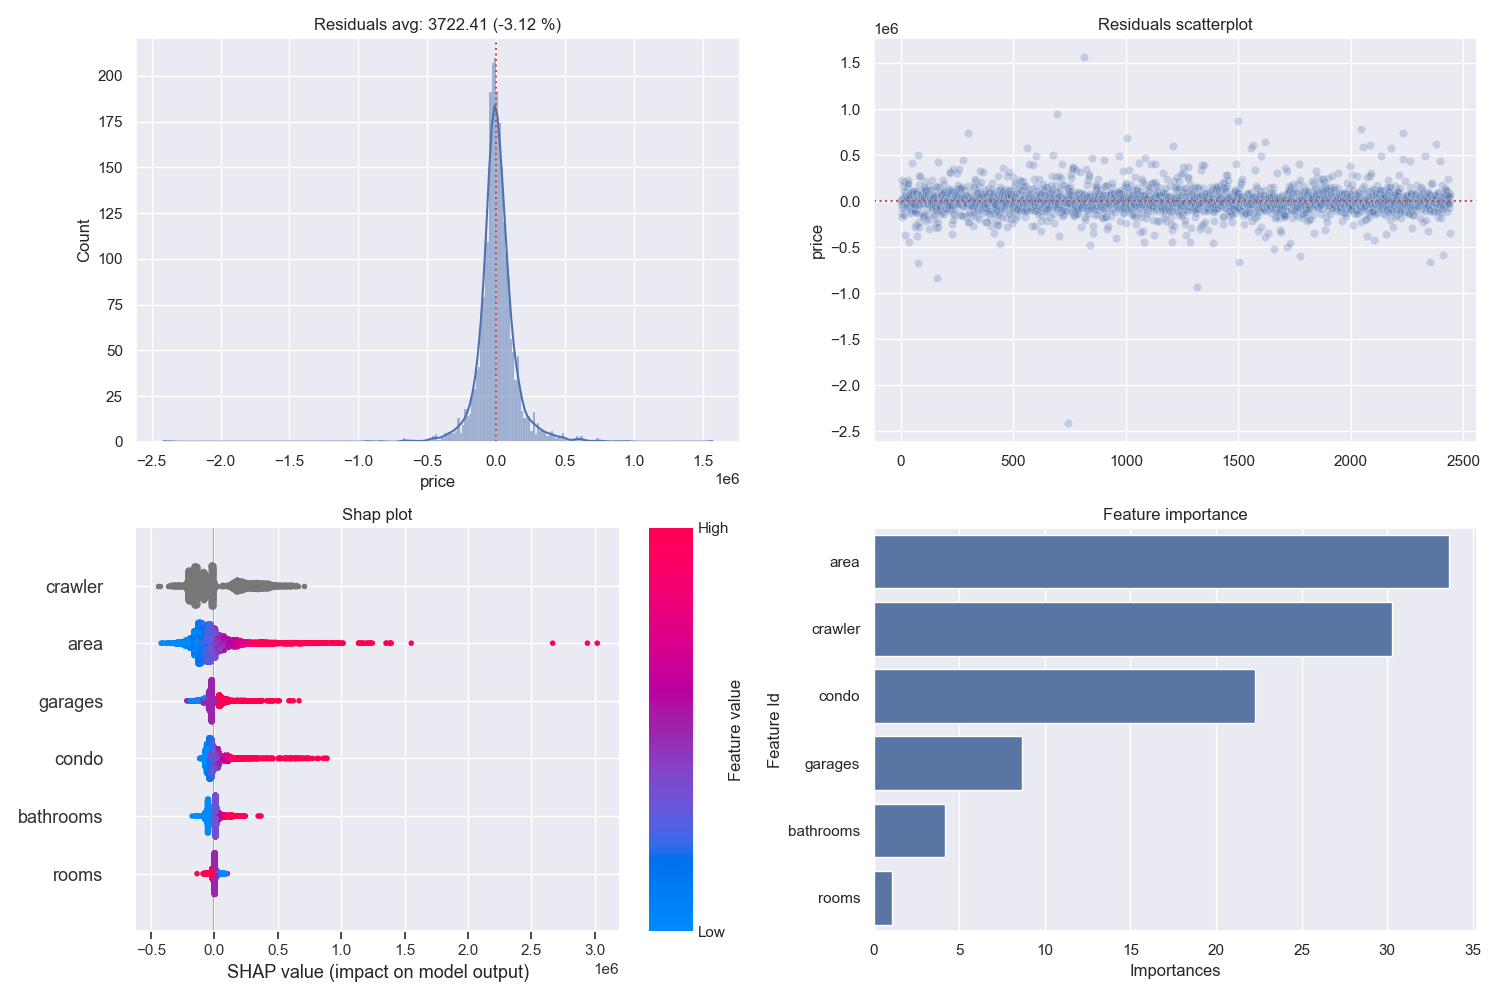 Residuals avg: 3722.41 (-3.12 %)
200
175
150
125
100
75
50
25
0
Count
−2.5
−2.0
−1.5
−1.0
−0.5
0.0
0.5
1.0
1.5
1e6
price
Residuals scatterplot
1e6
1.5
1.0
0.5
0.0
−0.5
−1.0
−1.5
−2.0
−2.5
price
0
500
1000
1500
2000
2500
Shap plot
crawler
area
garages
condo
bathrooms
rooms
−0.5
0.0
0.5
1.0
1.5
2.0
2.5
3.0
1e6
SHAP value (impact on model output)
High
Low
Feature value
Feature importance
area
crawler
condo
garages
bathrooms
rooms
Feature Id
0
5
10
15
20
25
30
35
Importances